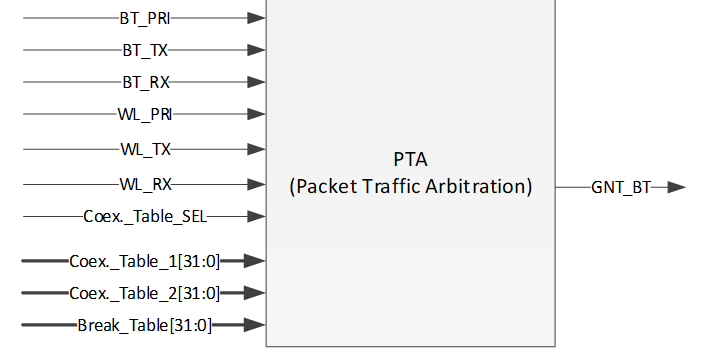 BT_PRI
BT_TX
BT_RX
WL_PRI
WL_TX
WL_RX
Coex._Table_SEL
Coex._Table_1[31:0]
Coex._Table_2[31:0]
Break_Table[31:0]
PTA
(Packet Traffic Arbitration)
GNT_BT